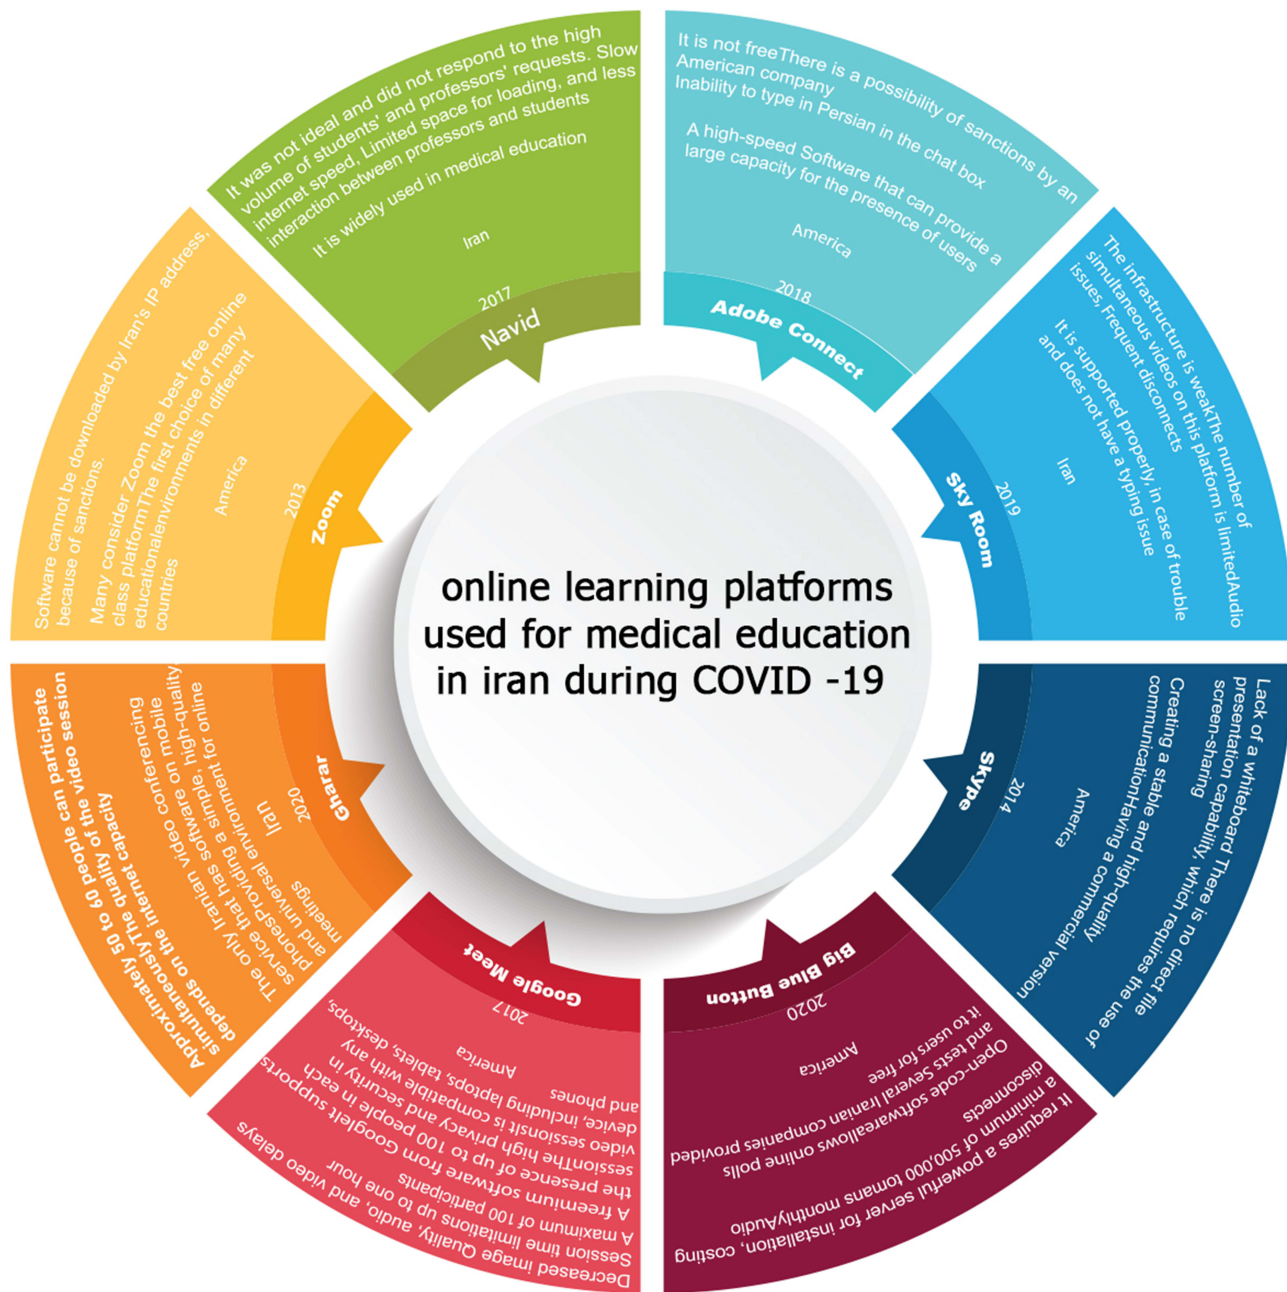 online learning platforms
used for medical education
in iran during COVID -19
It is not freeThere is a possibility of sanctions by an
American company
Inability to type in Persian in the chat box
A high-speed Software that can provide a
large capacity for the presence of users
America
2018
Adobe Connect
The infrastructure is weakThe number of
simultaneous videos on this platform is limitedAudio
issues, Frequent disconnects
It is supported properly, in case of trouble
and does not have a typing issue
Iran
2019
Sky Room
Lack of a whiteboard There is no direct file
presentation capability, which requires the use of
screen-sharing
Creating a stable and high-quality
communicationHaving a commercial version
America
2014
Skype
Big Blue Button
2020
America
Open-code softwareallows online polls
and tests Several Iranian companies provided
it to users for free
It requires a powerful server for installation, costing
a minimum of 500,000 tomans monthlyAudio
disconnects
Google Meet
2017
America
A freemium software from GoogleIt supports
the presence of up to 100 people in each
sessionThe high privacy and security in
video sessionsIt is compatible with any
device, including laptops, tablets, desktops,
and phones
Decreased image Quality, audio, and video delays
Session time limitations up to one hour
A maximum of 100 participants
Approximately 50 to 60 people can participate
simultaneouslyThe quality of the video session
depends on the internet capacity
The only Iranian video conferencing
service that has software on mobile
phonesProviding a simple, high-quality,
and universal environment for online
meetings
Iran
2020
Gharar
Software cannot be downloaded by Iran's IP address,
because of sanctions.
Many consider Zoom the best free online
class platformThe first choice of many
educationalenvironments in different
countries
America
2013
Zoom
It was not ideal and did not respond to the high
volume of students' and professors' requests. Slow
internet speed, Limited space for loading, and less
interaction between professors and students
It is widely used in medical education
Iran
2017
Navid